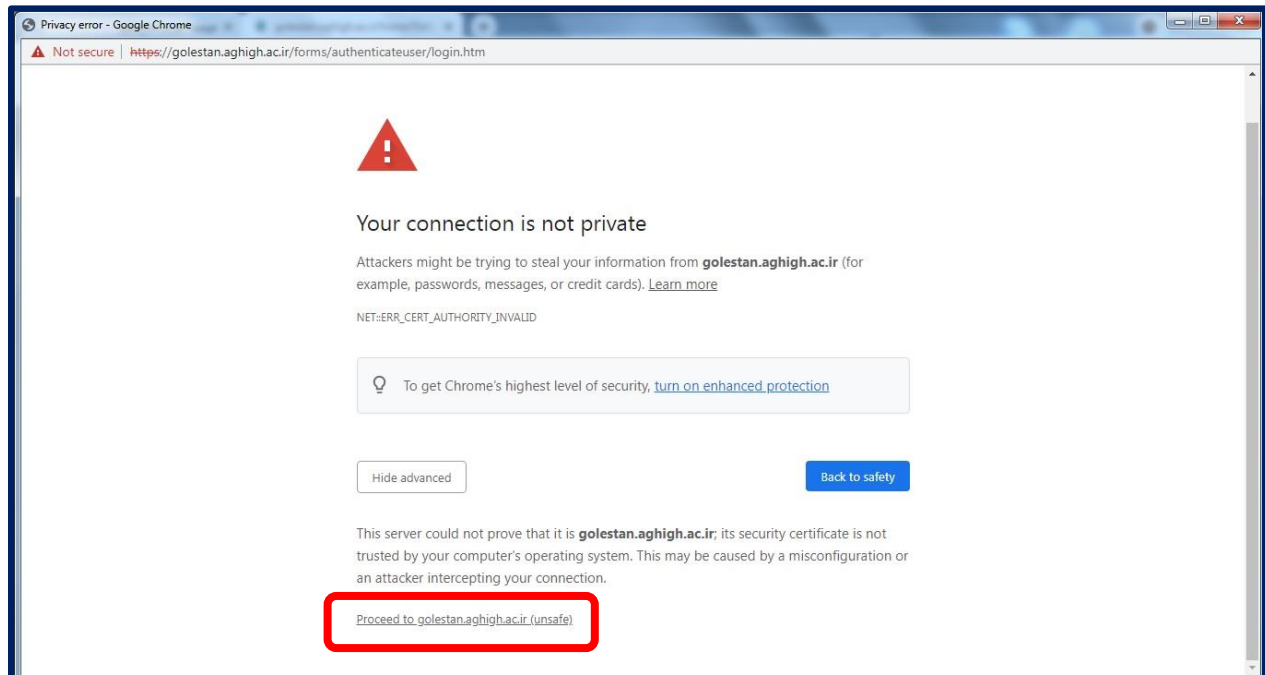 Privacy error - Google Chrome
Not secure | https://golestan.aghigh.ac.ir/forms/authenticateuser/login.htm
Your connection is not private
Attackers might be trying to steal your information from golestan.aghigh.ac.ir (for
example, passwords, messages, or credit cards). Learn more
NET::ERR_CERT_AUTHORITY_INVALID
To get Chrome's highest level of security, turn on enhanced protection
Hide advanced
Back to safety
This server could not prove that it is golestan.aghigh.ac.ir; its security certificate is not
trusted by your computer's operating system. This may be caused by a misconfiguration or
an attacker intercepting your connection.
Proceed to golestan.aghigh.ac.ir (unsafe)